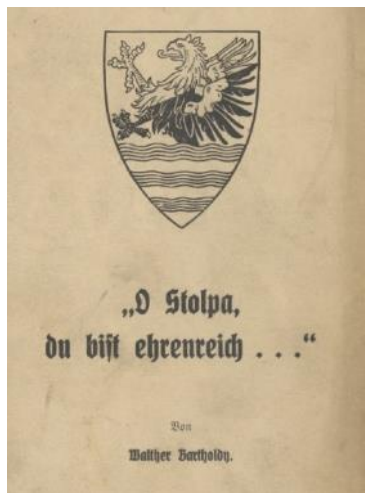 „O Stolpa,
du bist ehrenreich . . .“
Von
Walther Bartholdy.